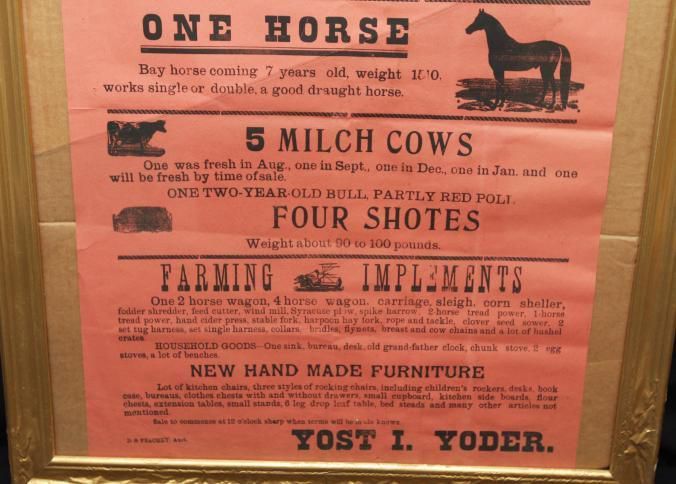 ONE HORSE
Bay horse coming 7 years old, weight
works single or double, a good draught horse.
5 MILCH COWS
One was fresh in Aug., one in Sept., one in Dec., one in Jan. and one
will be fresh by time of sale.
ONE TWO-YEAR-OLD BULL, PARTLY RED POLL.
FOUR SHOTES
Weight about 90 to 100 pounds.
FARMING IMPLEMENTS
One 2 horse wagon, 4 horse wagon, carriage, sleigh, corn sheller,
fodder shredder, feed cutter, wind mill, Syracuse plow, spike harrow, 2-horse tread power, 1-horse
tread power, hand cider press, stable fork, harpoon hay fork, rope and tackle, clover seed sower, 2
set tug harness, set single harness, collars, bridles, flynets, breast and cow chains and a lot of bushel
crates
HOUSEHOLD GOODS—One sink, bureau, desk, old grand-father clock, chunk stove, 2 egg
stoves, a lot of benches.
NEW HAND MADE FURNITURE
Lot of kitchen chairs, three styles of rocking chairs, including children's rockers, desks, book
case, bureaus, clothes chests with and without drawers, small cupboard, kitchen side boards, flour
chests, extension tables, small stands, 6 leg drop leaf table, bed steads and many other articles not
mentioned.
Sale to commence at 12 o'clock sharp when terms will be made known.
D. S PEACHEY, Auct. YOST I. YODER.